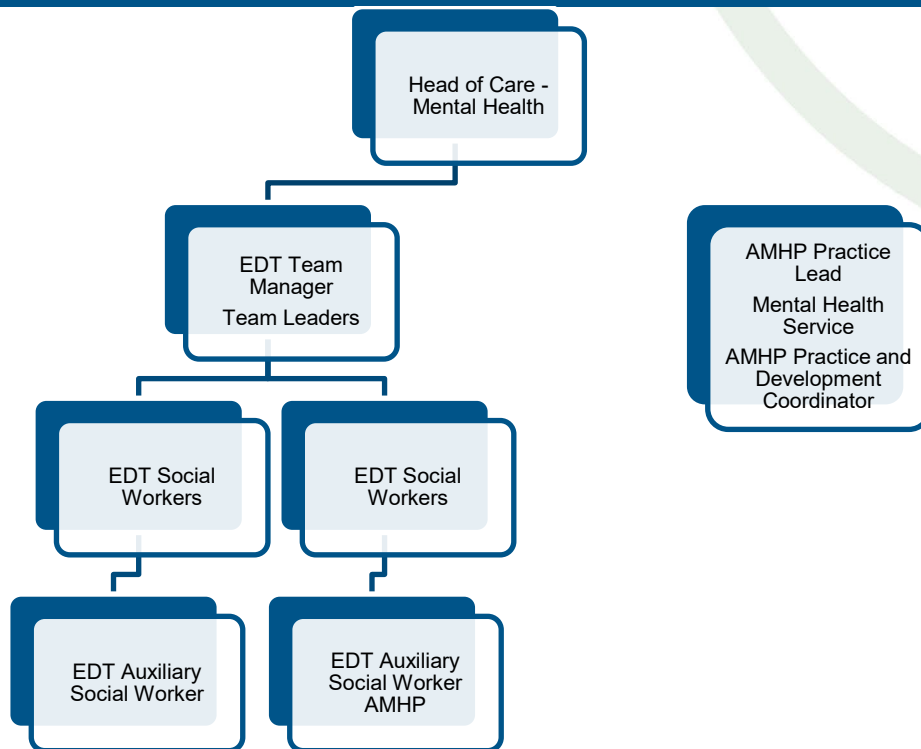 Head of Care -
Mental Health
EDT Team
Manager
Team Leaders
AMHP Practice
Lead
Mental Health
Service
AMHP Practice and
Development
Coordinator
EDT Social
Workers
EDT Social
Workers
EDT Auxiliary
Social Worker
EDT Auxiliary
Social Worker
AMHP